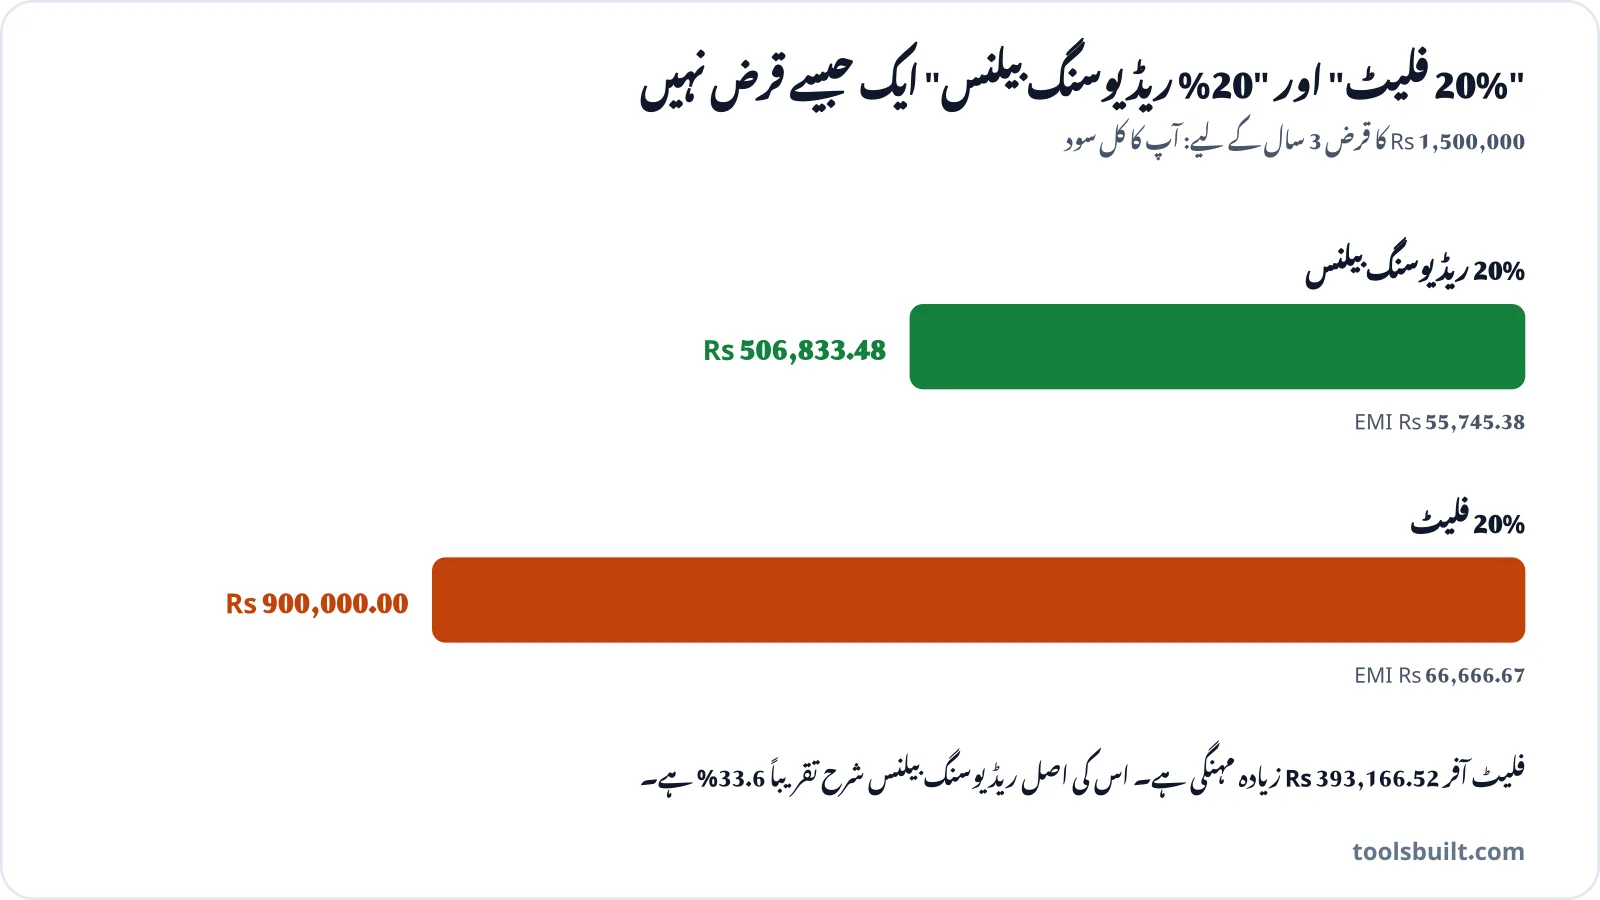 "20% فلیٹ" اور "20% ریڈیوسنگ بیلنس" ایک جیسے قرض نہیں
Rs 1,500,000 کا قرض 3 سال کے لیے: آپ کا کل سود
20% ریڈیوسنگ بیلنس
Rs 506,833.48
EMI Rs 55,745.38
20% فلیٹ
Rs 900,000.00
EMI Rs 66,666.67
فلیٹ آفر Rs 393,166.52 زیادہ مہنگی ہے۔ اس کی اصل ریڈیوسنگ بیلنس شرح تقریباً 33.6% ہے۔
toolsbuilt.com